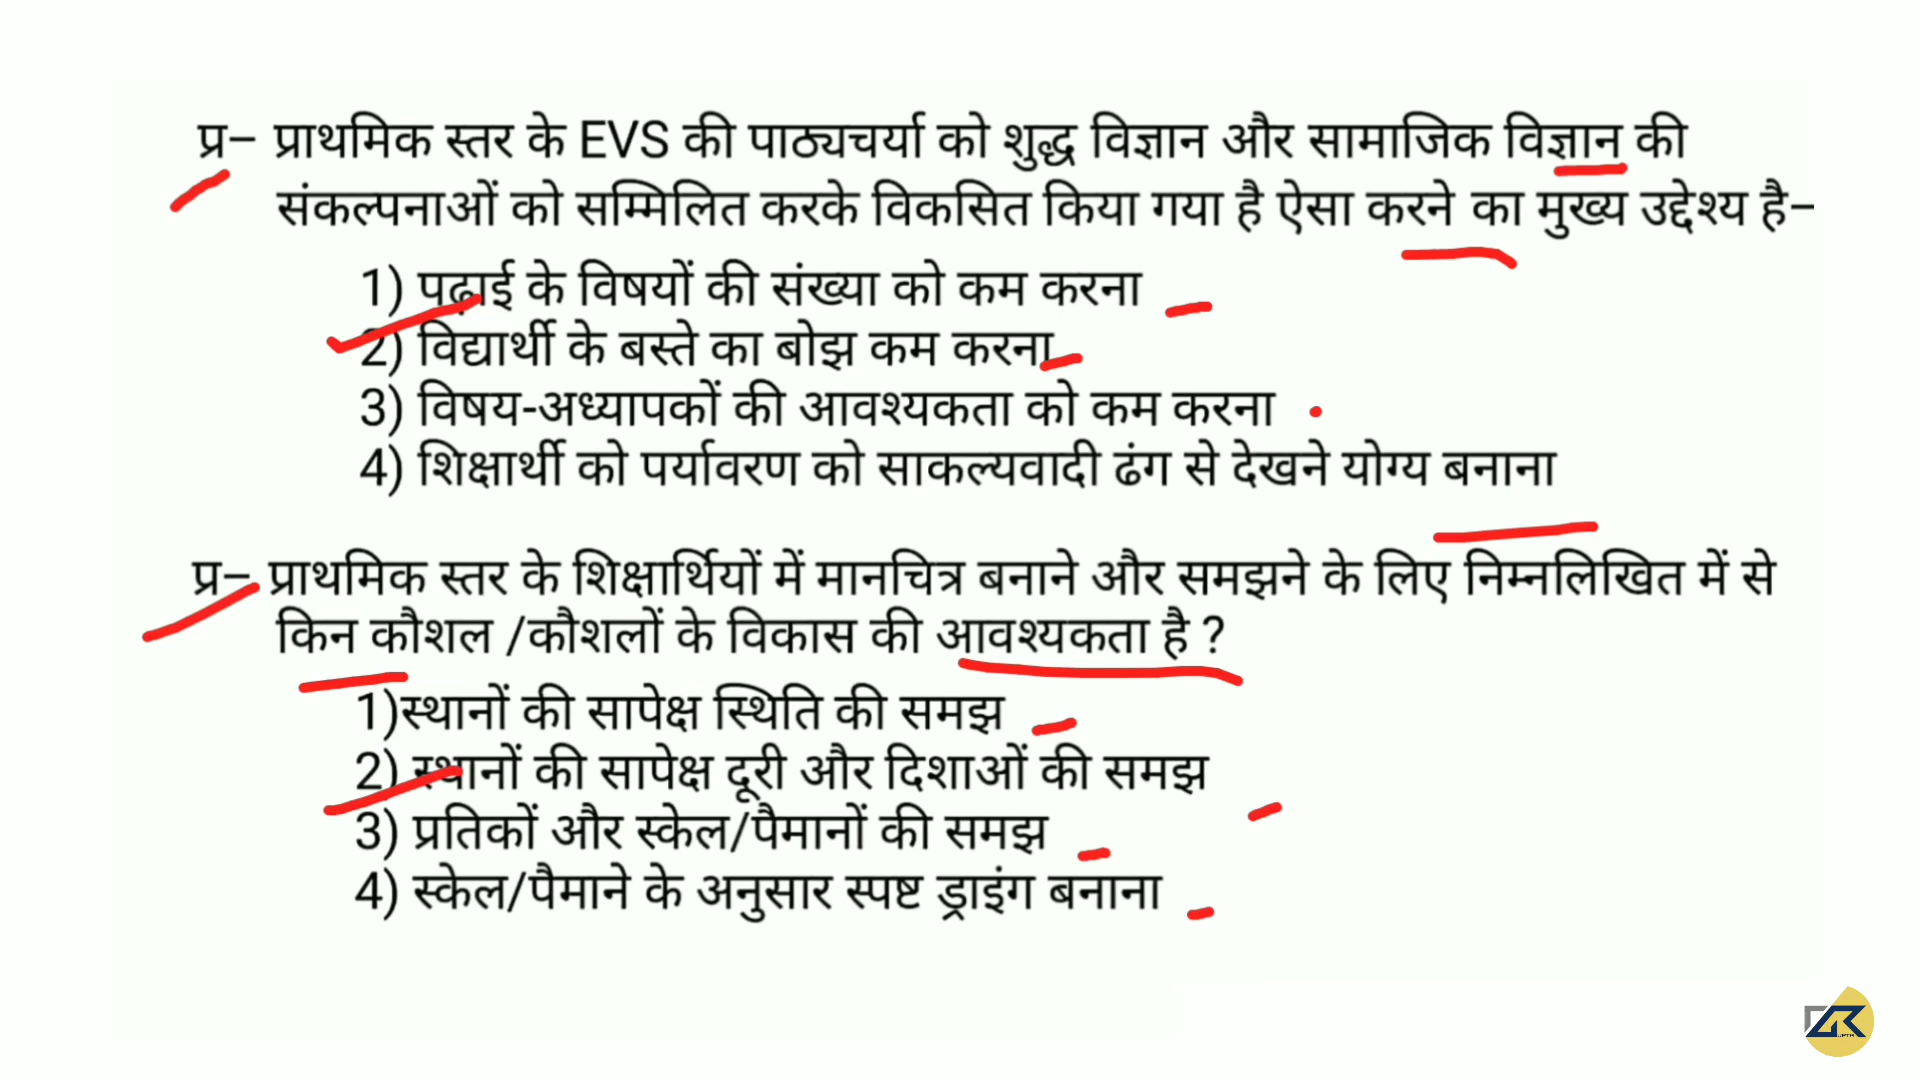 प्र– प्राथमिक स्तर के EVS की पाठ्यचर्या को शुद्ध विज्ञान और सामाजिक विज्ञान की
संकल्पनाओं को सम्मिलित करके विकसित किया गया है ऐसा करने का मुख्य उद्देश्य है–
1) पढ़ाई के विषयों की संख्या को कम करना
2) विद्यार्थी के बस्ते का बोझ कम करना
3) विषय-अध्यापकों की आवश्यकता को कम करना
4) शिक्षार्थी को पर्यावरण को साकल्यवादी ढंग से देखने योग्य बनाना
प्र– प्राथमिक स्तर के शिक्षार्थियों में मानचित्र बनाने और समझने के लिए निम्नलिखित में से
किन कौशल /कौशलों के विकास की आवश्यकता है ?
1)स्थानों की सापेक्ष स्थिति की समझ
2) स्थानों की सापेक्ष दूरी और दिशाओं की समझ
3) प्रतिकों और स्केल/पैमानों की समझ
4) स्केल/पैमाने के अनुसार स्पष्ट ड्राइंग बनाना